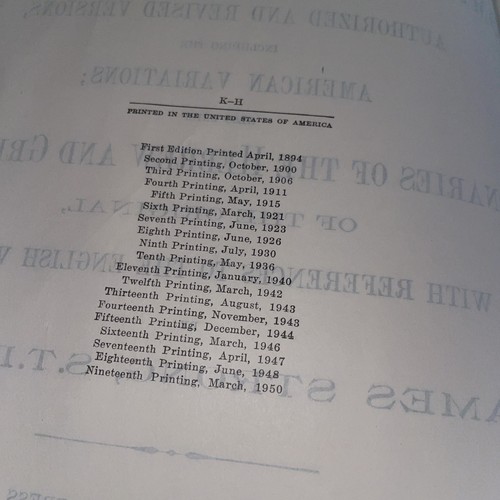 K-H
PRINTED IN THE UNITED STATES OF AMERICA
First Edition Printed April, 1894
Second Printing, October, 1900
Third Printing, October, 1906
Fourth Printing, April, 1911
Fifth Printing, May, 1915
Sixth Printing, March, 1921
Seventh Printing, June, 1923
Eighth Printing, June, 1926
Ninth Printing, July, 1930
Tenth Printing, May, 1936
Eleventh Printing, January, 1940
Twelfth Printing, March, 1942
Thirteenth Printing, August, 1943
Fourteenth Printing, November, 1943
Fifteenth Printing, December, 1944
Sixteenth Printing, March, 1946
Seventeenth Printing, April, 1947
Eighteenth Printing, June, 1948
Nineteenth Printing, March, 1950